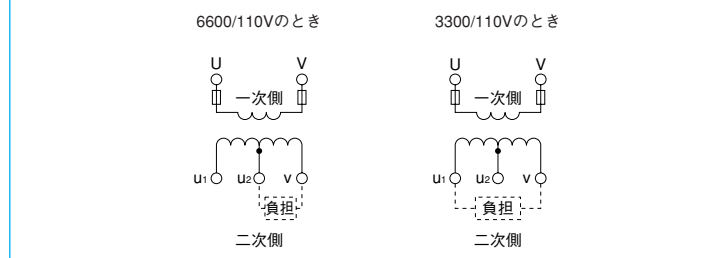 6600/110Vのとき
3300/110Vのとき
U V
一次側
u1 u2 v
負担
二次側
U V
一次側
u1 u2 v
負担
二次側